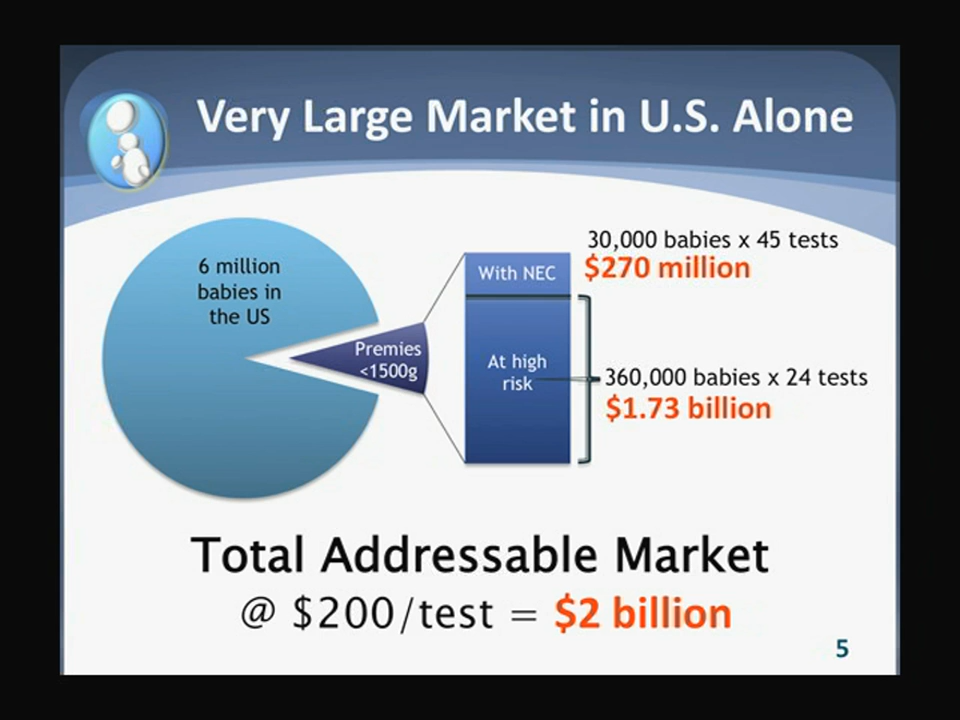 Very Large Market in U.S. Alone
6 million
babies in
the US
Premies
<1500g
With NEC
At high
risk
30,000 babies x 45 tests
$270 million
360,000 babies x 24 tests
$1.73 billion
Total Addressable Market
@ $200/test = $2 billion
5